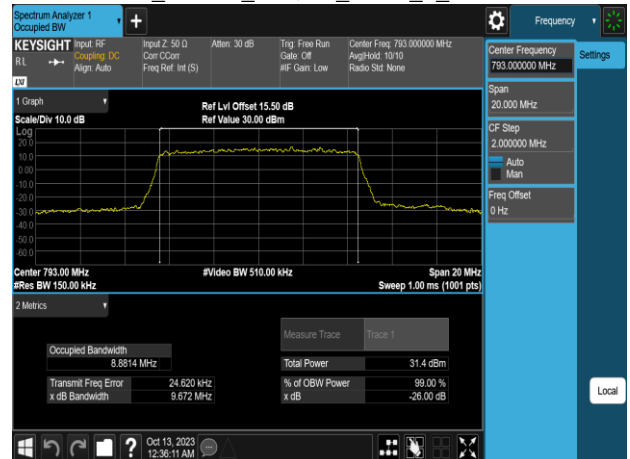 Spectrum Analyzer 1
Occupied BW
Frequency
KEYSIGHT
RL
LXI
Input: RF
Coupling: DC
Align: Auto
Input Z: 50 Ω
Corr CCorr
Freq Ref: Int (S)
Atten: 30 dB
Trig: Free Run
Gate: Off
#IF Gain: Low
Center Freq: 793.000000 MHz
Avg|Hold: 10/10
Radio Std: None
Center Frequency
793.000000 MHz
Settings
Span
20.000 MHz
CF Step
2.000000 MHz
Auto
Man
Freq Offset
0 Hz
1 Graph
Scale/Div 10.0 dB
Ref Lvl Offset 15.50 dB
Ref Value 30.00 dBm
Log
20.0
10.0
0.00
-10.0
-20.0
-30.0
-40.0
-50.0
-60.0
Center 793.00 MHz
#Video BW 510.00 kHz
Span 20 MHz
#Res BW 150.00 kHz
Sweep 1.00 ms (1001 pts)
2 Metrics
Measure Trace
Trace 1
Occupied Bandwidth
8.8814 MHz
Total Power
31.4 dBm
Transmit Freq Error
24.620 kHz
% of OBW Power
99.00 %
x dB Bandwidth
9.672 MHz
x dB
-26.00 dB
Local
?
Oct 13, 2023
12:36:11 AM